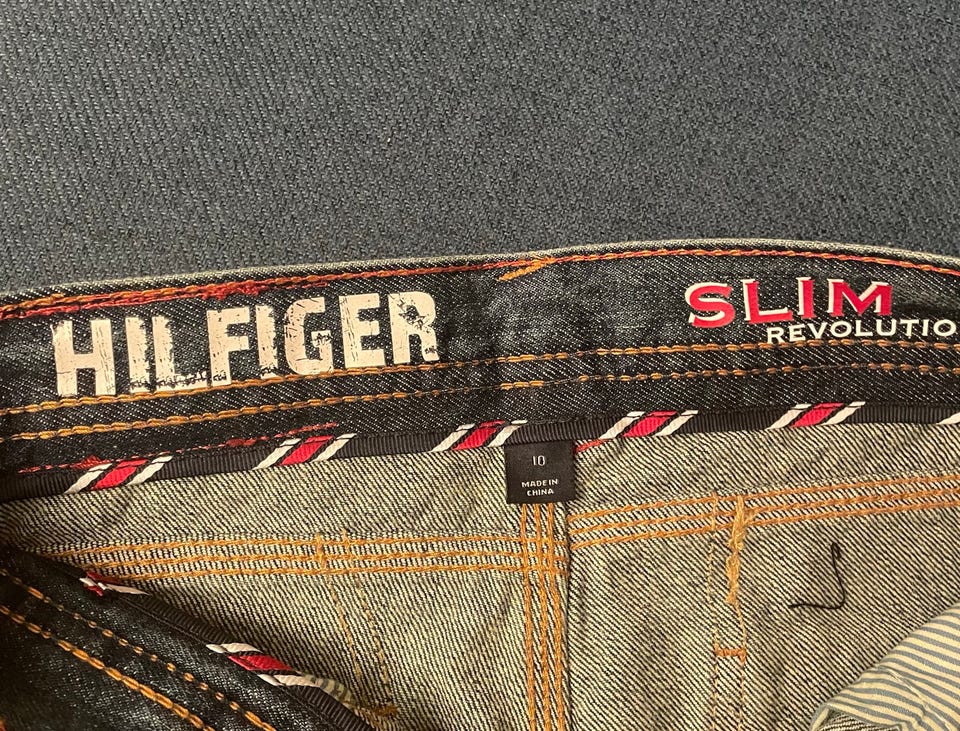 HILFIGER
SLIM
REVOLUTIO
10
MADE IN
CHINA